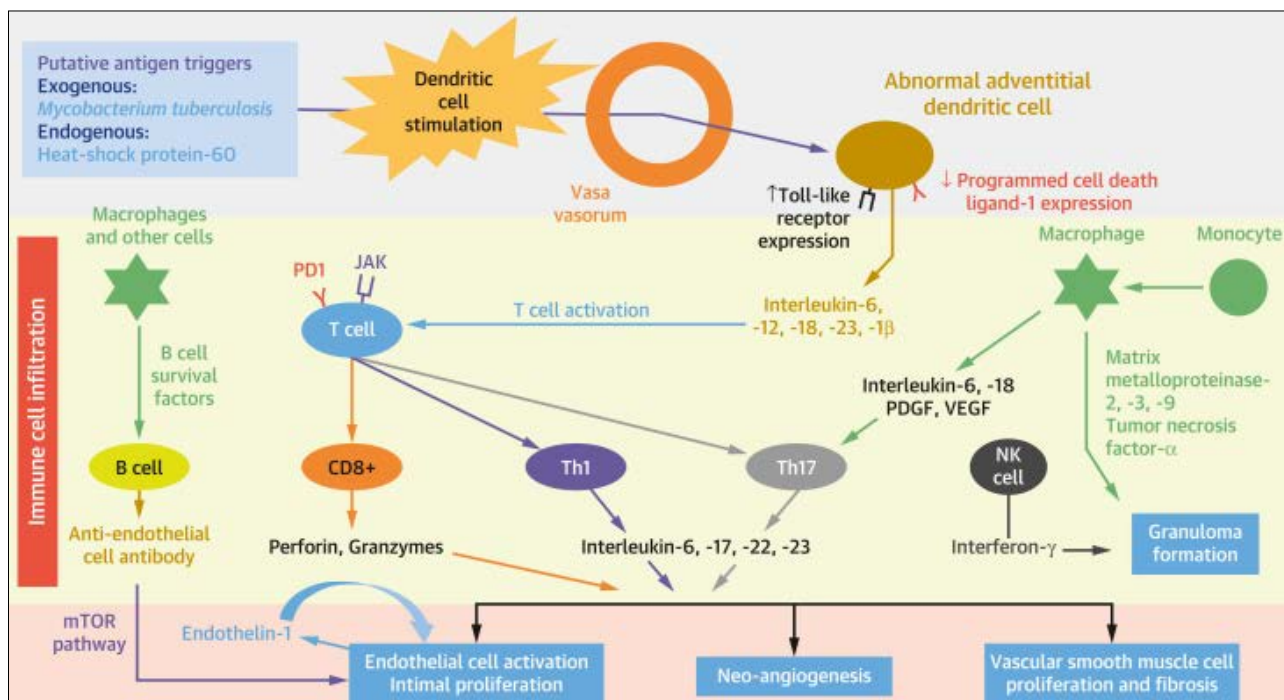 Putative antigen triggers
Exogenous:
Mycobacterium tuberculosis
Endogenous:
Heat-shock protein-60
Dendritic
cell
stimulation
Vasa
vasorum
Abnormal adventitial
dendritic cell
↑Toll-like
receptor
expression
↓ Programmed cell death
ligand-1 expression
Immune cell infiltration
Macrophages
and other cells
B cell
survival
factors
B cell
Anti-endothelial
cell antibody
mTOR
pathway
PD1
JAK
T cell
T cell activation
Interleukin-6,
-12, -18, -23, -1β
Macrophage
Monocyte
Interleukin-6, -18
PDGF, VEGF
Matrix
metalloproteinase-
2, -3, -9
Tumor necrosis
factor-α
CD8+
Th1
Th17
NK
cell
Perforin, Granzymes
Interleukin-6, -17, -22, -23
Interferon-γ
Granuloma
formation
Endothelin-1
Endothelial cell activation
Intimal proliferation
Neo-angiogenesis
Vascular smooth muscle cell
proliferation and fibrosis